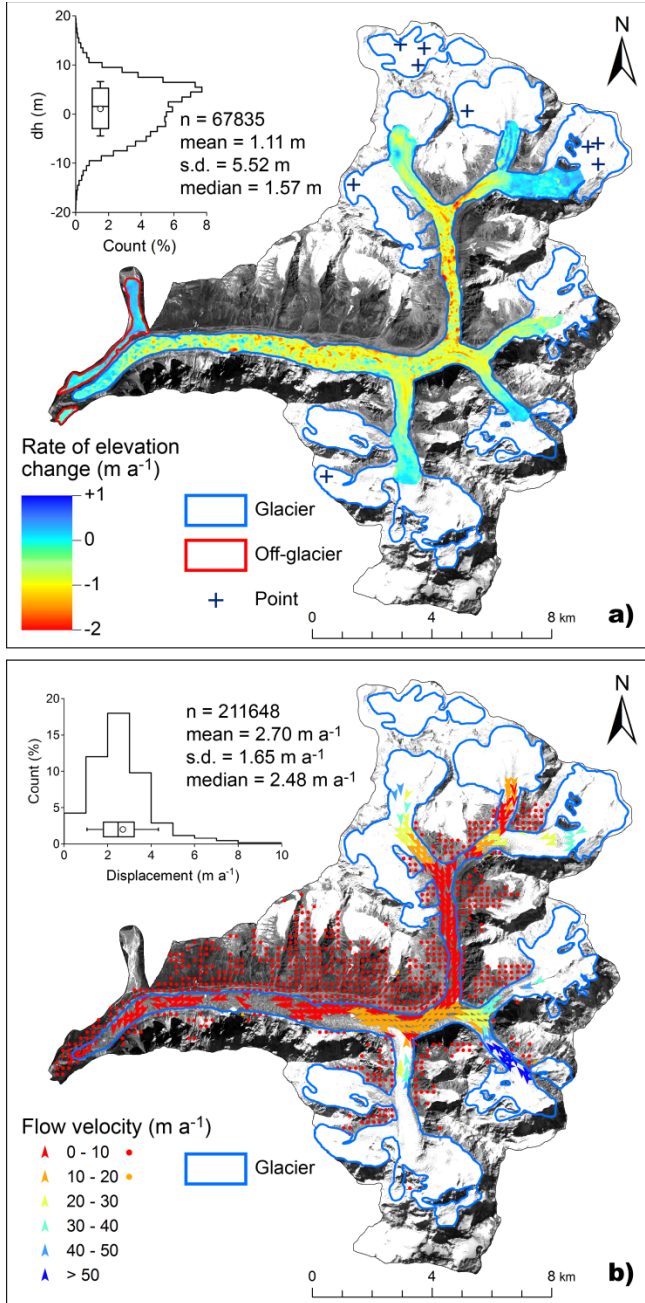 20
10
0
-10
-20
dh (m)
0 2 4 6 8
Count (%)
n = 67835
mean = 1.11 m
s.d. = 5.52 m
median = 1.57 m
N
Rate of elevation
change (m a-1)
+1
0
-1
-2
Glacier
Off-glacier
Point
0 4 8 km
a)
20
15
10
5
0
Count (%)
0 2 4 6 8 10
Displacement (m a-1)
n = 211648
mean = 2.70 m a-1
s.d. = 1.65 m a-1
median = 2.48 m a-1
N
Flow velocity (m a-1)
0 - 10
10 - 20
20 - 30
30 - 40
40 - 50
> 50
Glacier
0 4 8 km
b)